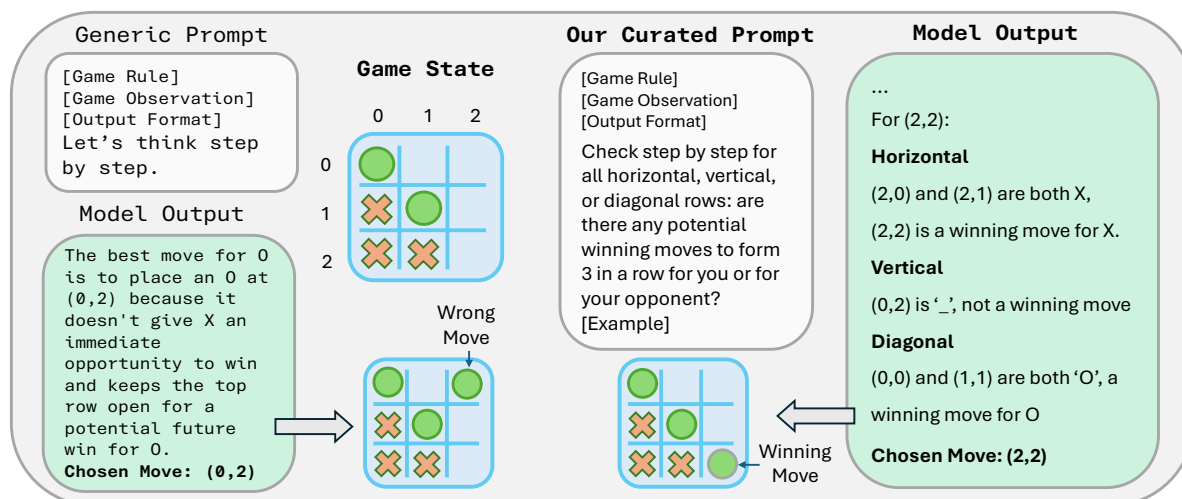 Generic Prompt
[Game Rule]
[Game Observation]
[Output Format]
Let's think step
by step.
Model Output
The best move for O
is to place an O at
(0,2) because it
doesn't give X an
immediate
opportunity to win
and keeps the top
row open for a
potential future
win for O.
Chosen Move: (0,2)
Game State
0 1 2
0
1
2
Wrong
Move
Our Curated Prompt
[Game Rule]
[Game Observation]
[Output Format]
Check step by step for
all horizontal, vertical,
or diagonal rows: are
there any potential
winning moves to form
3 in a row for you or for
your opponent?
[Example]
Winning
Move
Model Output
...
For (2,2):
Horizontal
(2,0) and (2,1) are both X,
(2,2) is a winning move for X.
Vertical
(0,2) is '_', not a winning move
Diagonal
(0,0) and (1,1) are both 'O', a
winning move for O
Chosen Move: (2,2)